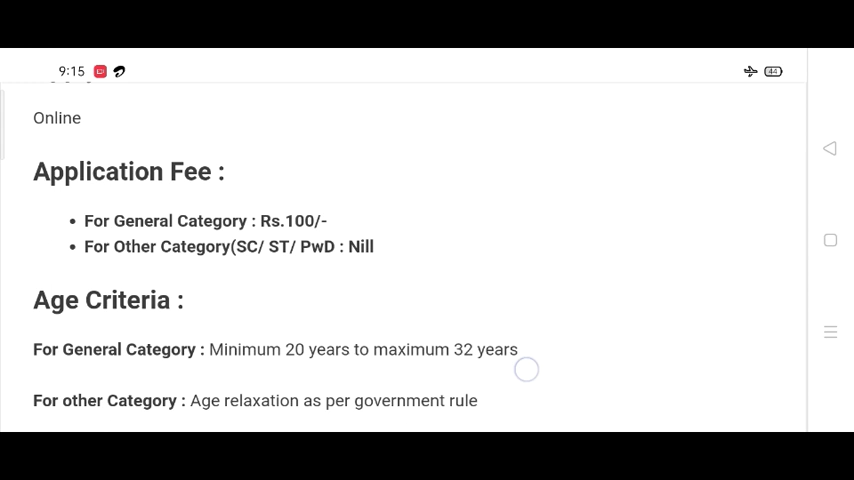 9:15
44
Online
Application Fee :
• For General Category : Rs.100/-
• For Other Category(SC/ ST/ PwD : Nill
Age Criteria :
For General Category : Minimum 20 years to maximum 32 years
For other Category : Age relaxation as per government rule